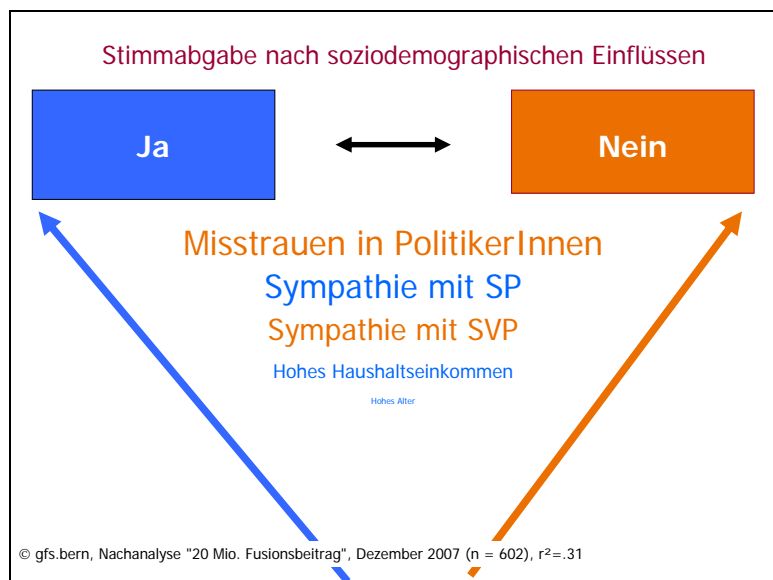 Stimmabgabe nach soziodemographischen Einflüssen
Ja
Nein
Misstrauen in PolitikerInnen
Sympathie mit SP
Sympathie mit SVP
Hohes Haushaltseinkommen
Hohes Alter
© gfs.bern, Nachanalyse "20 Mio. Fusionsbeitrag", Dezember 2007 (n = 602), r²=.31